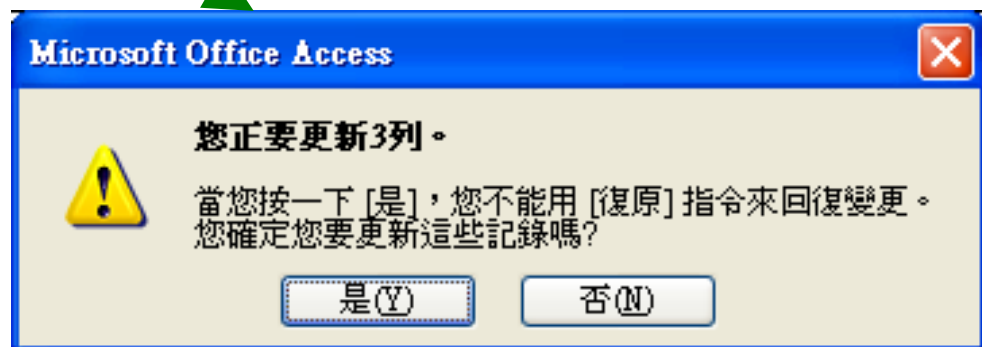 Microsoft Office Access
您正要更新3列。
當您按一下 [是]，您不能用 [復原] 指令來回復變更。
您確定您要更新這些記錄嗎?
是(Y)
否(N)